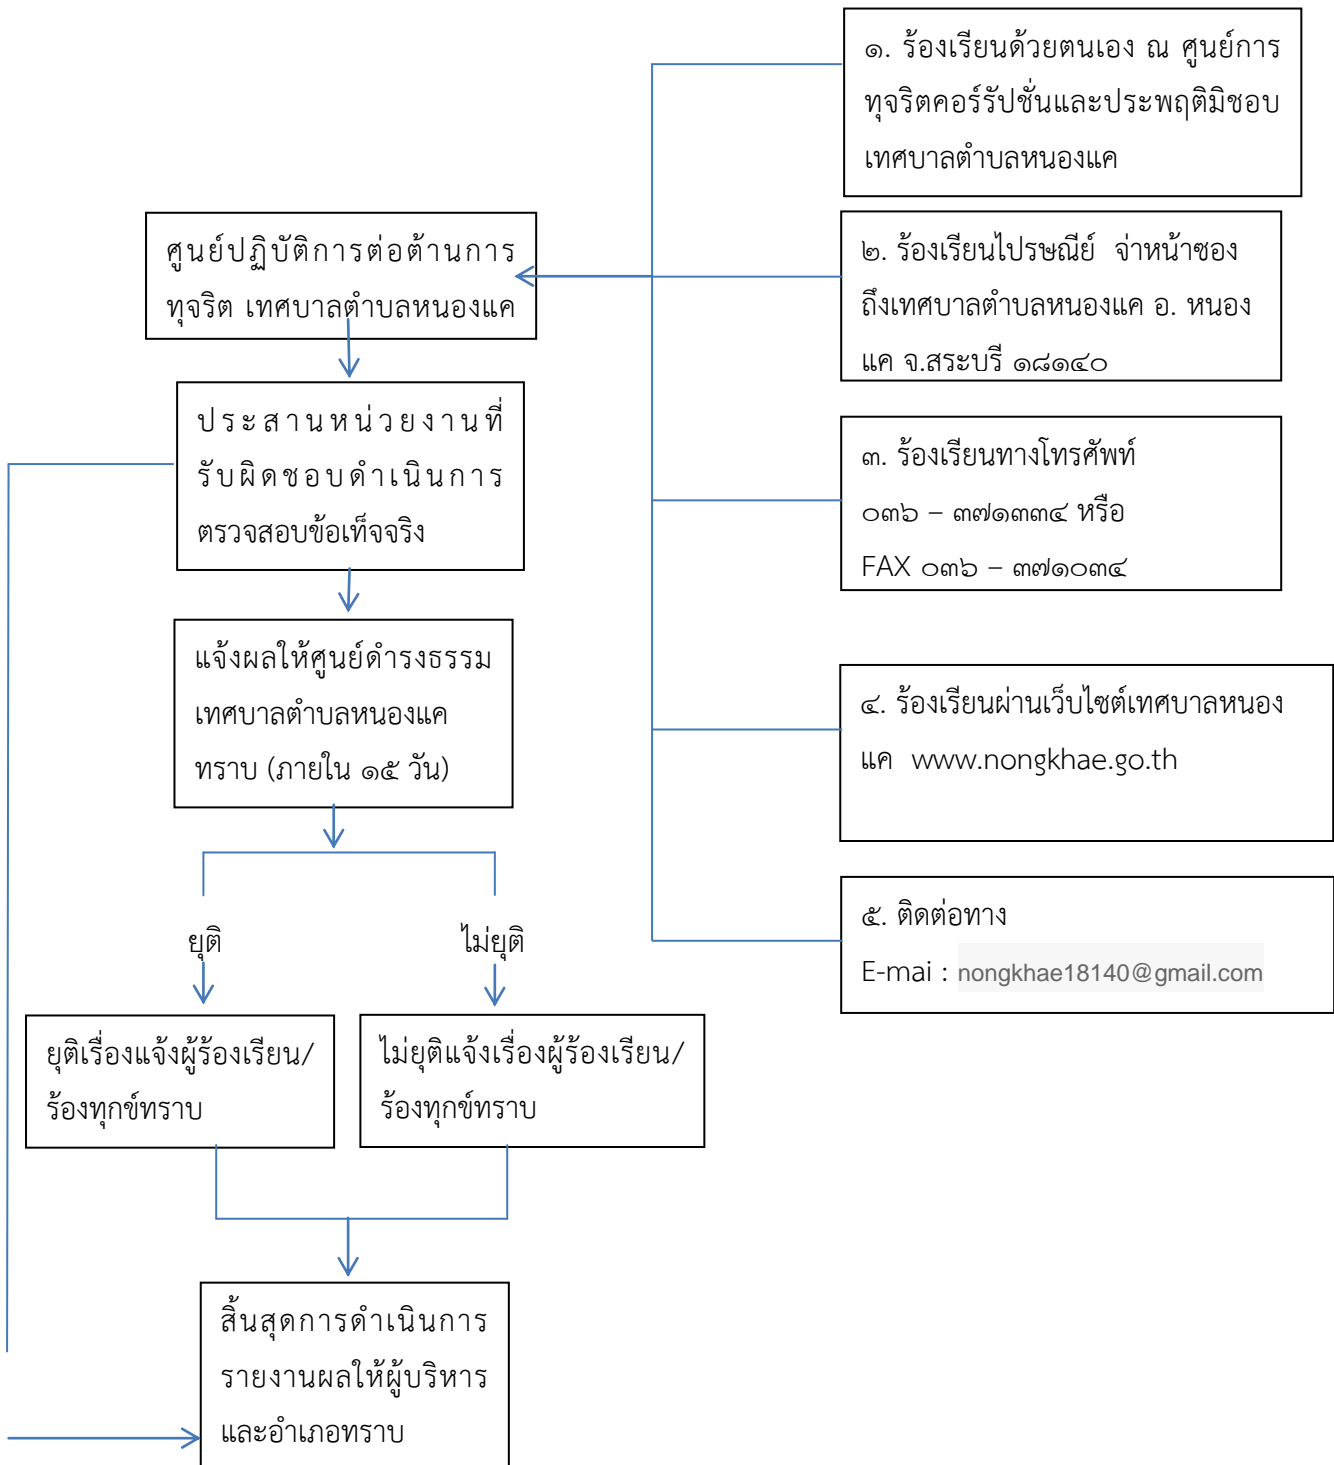 ๑. ร้องเรียนด้วยตนเอง ณ ศูนย์การ
ทุจริตคอร์รัปชั่นและประพฤติมิชอบ
เทศบาลตำบลหนองแค
ศูนย์ปฏิบัติการต่อต้านการ
ทุจริต เทศบาลตำบลหนองแค
๒. ร้องเรียนไปรษณีย์ จ่าหน้าซอง
ถึงเทศบาลตำบลหนองแค อ. หนอง
แค จ.สระบุรี ๑๘๑๔๐
ประสานหน่วยงานที่
รับผิดชอบดำเนินการ
ตรวจสอบข้อเท็จจริง
๓. ร้องเรียนทางโทรศัพท์
๐๓๖ – ๓๗๑๓๓๔ หรือ
FAX ๐๓๖ – ๓๗๑๐๓๔
แจ้งผลให้ศูนย์ดำรงธรรม
เทศบาลตำบลหนองแค
ทราบ (ภายใน ๑๕ วัน)
๔. ร้องเรียนผ่านเว็บไซต์เทศบาลหนอง
แค www.nongkhae.go.th
๕. ติดต่อทาง
E-mai : nongkhae18140@gmail.com
ยุติ
ไม่ยุติ
ยุติเรื่องแจ้งผู้ร้องเรียน/
ร้องทุกข์ทราบ
ไม่ยุติแจ้งเรื่องผู้ร้องเรียน/
ร้องทุกข์ทราบ
สิ้นสุดการดำเนินการ
รายงานผลให้ผู้บริหาร
และอำเภอทราบ